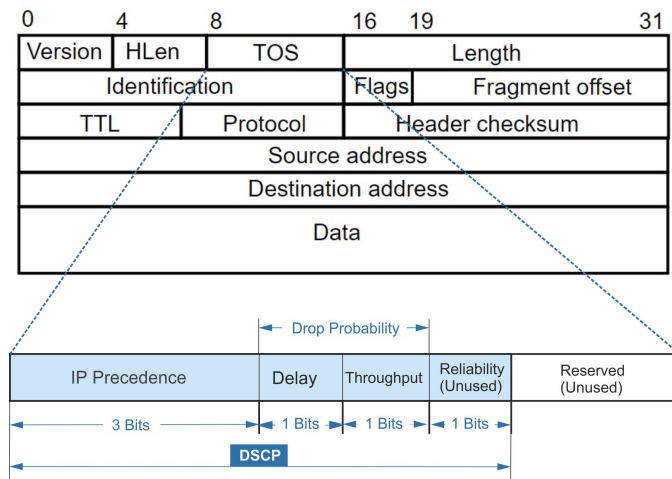 0 4 8 16 19 31
Version HLen TOS Length
Identification Flags Fragment offset
TTL Protocol Header checksum
Source address
Destination address
Data
Drop Probability
IP Precedence Delay Throughput Reliability (Unused) Reserved (Unused)
3 Bits 1 Bits 1 Bits 1 Bits
DSCP